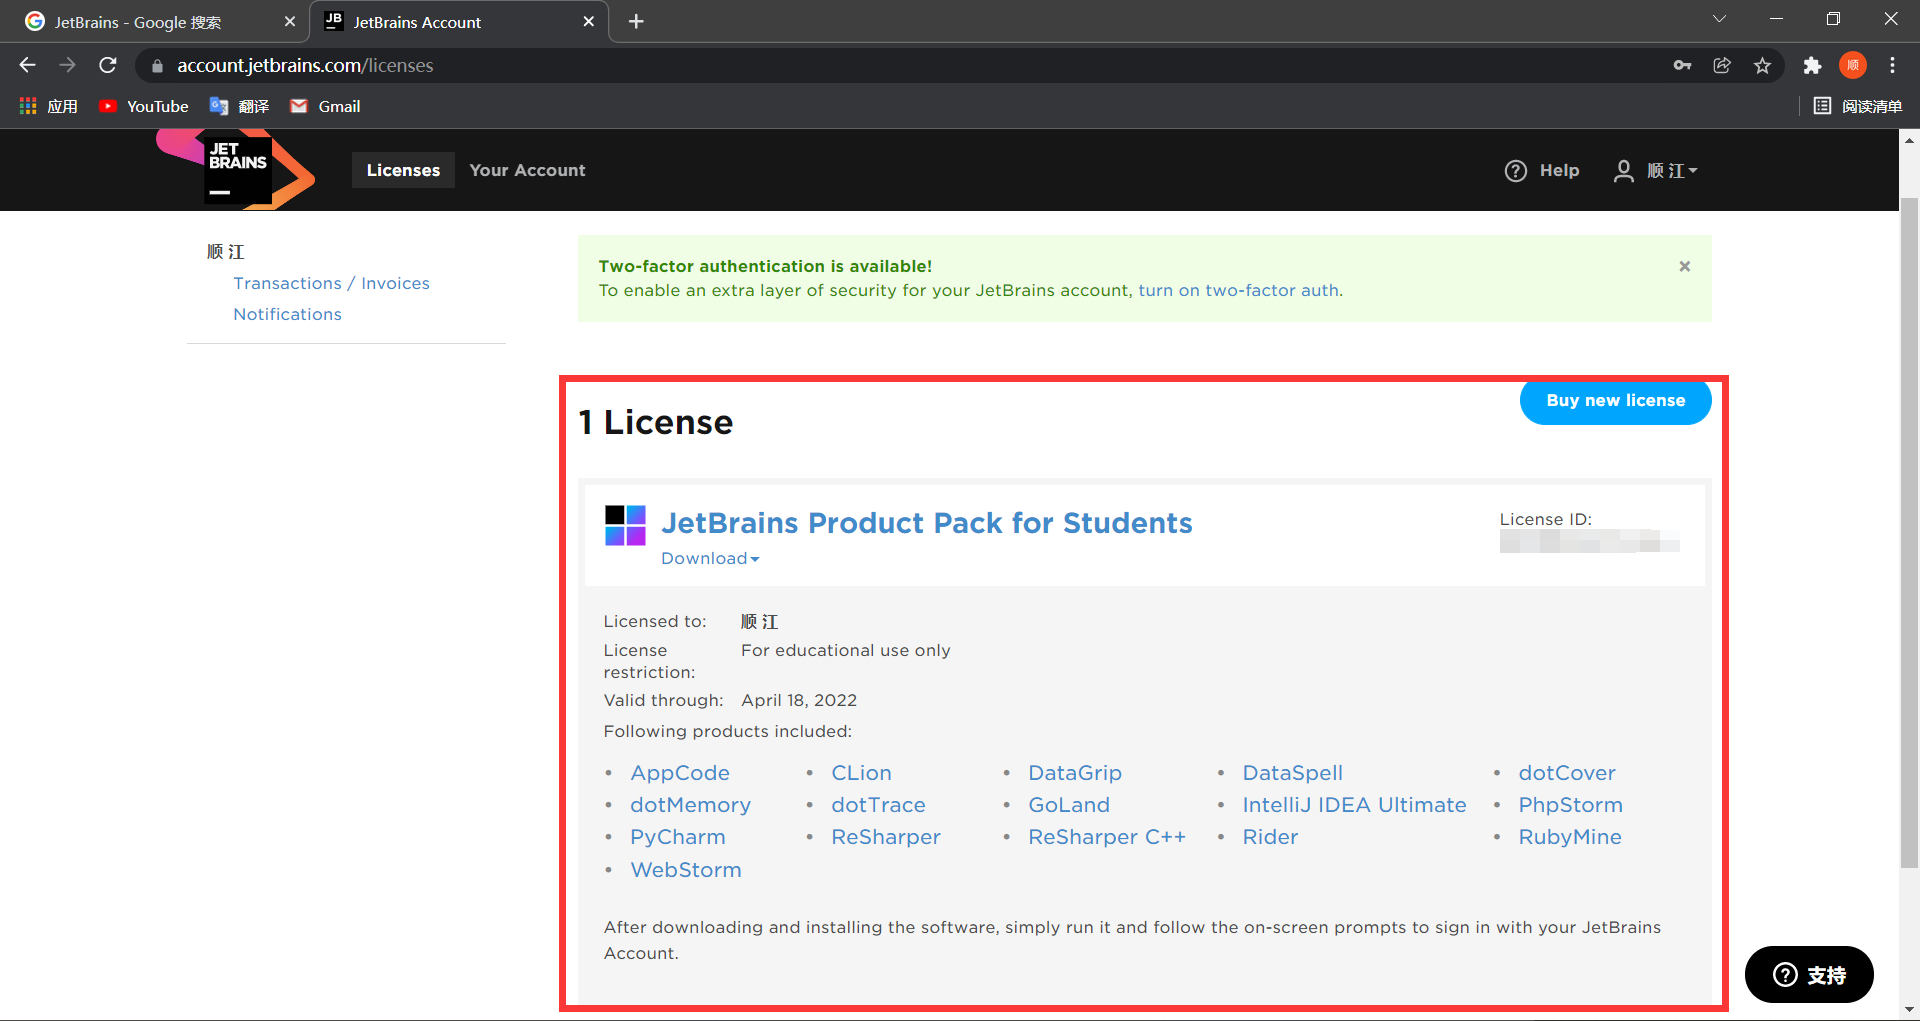 JetBrains - Google 搜索
JB JetBrains Account
account.jetbrains.com/licenses
顺
应用 YouTube 翻译 Gmail 阅读清单
JET
BRAINS
Licenses Your Account Help 顺 江
顺 江
Transactions / Invoices
Notifications
Two-factor authentication is available!
To enable an extra layer of security for your JetBrains account, turn on two-factor auth.
1 License
Buy new license
JetBrains Product Pack for Students
Download
License ID:
Licensed to: 顺 江
License restriction: For educational use only
Valid through: April 18, 2022
Following products included:
• AppCode • CLion • DataGrip • DataSpell • dotCover
• dotMemory • dotTrace • GoLand • IntelliJ IDEA Ultimate • PhpStorm
• PyCharm • ReSharper • ReSharper C++ • Rider • RubyMine
• WebStorm
After downloading and installing the software, simply run it and follow the on-screen prompts to sign in with your JetBrains
Account.
支持